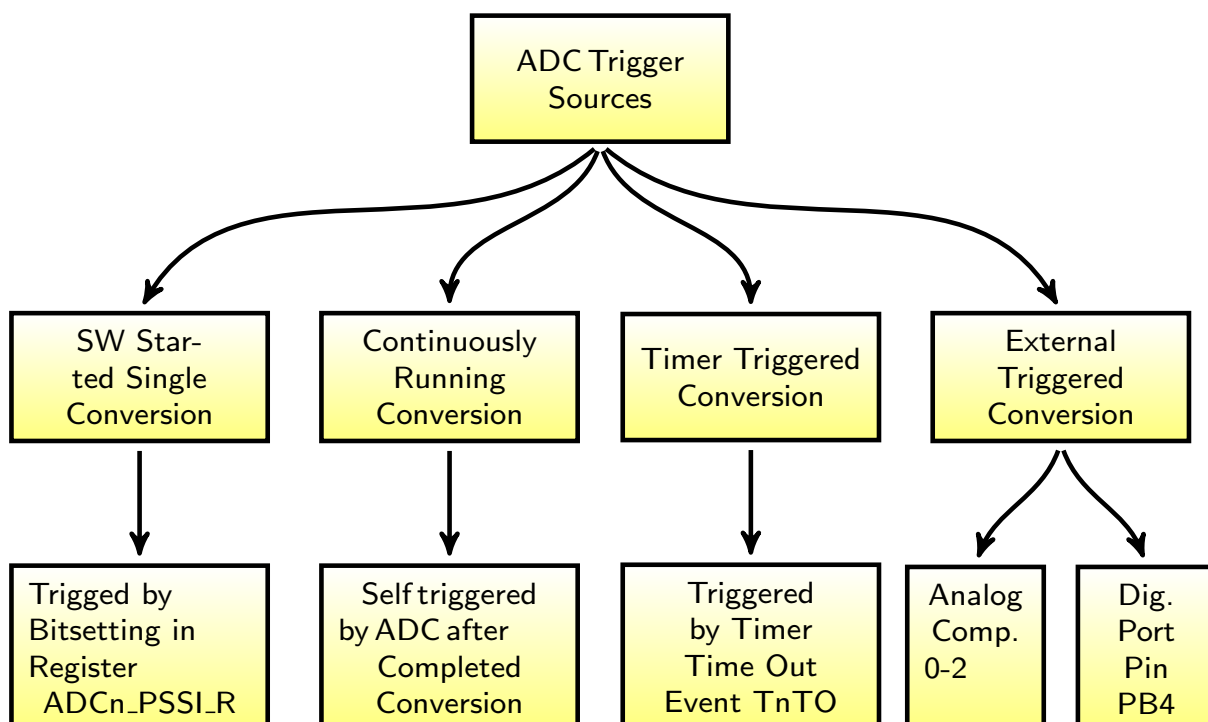 ADC Trigger
Sources
SW Star-
ted Single
Conversion
Continuously
Running
Conversion
Timer Triggered
Conversion
External
Triggered
Conversion
Trigged by
Bitsetting in
Register
ADCn_PSSI_R
Self triggered
by ADC after
Completed
Conversion
Triggered
by Timer
Time Out
Event TnTO
Analog
Comp.
0-2
Dig.
Port
Pin
PB4